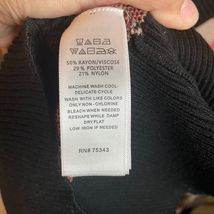 50% RAYON/VISCOSE
29% POLYESTER
21% NYLON
MACHINE WASH COOL-
DELICATE CYCLE
WASH WITH LIKE COLORS
ONLY NON - CHLORINE
BLEACH WHEN NEEDED
RESHAPE WHILE DAMP
DRY FLAT
LOW IRON IF NEEDED
RN# 75343